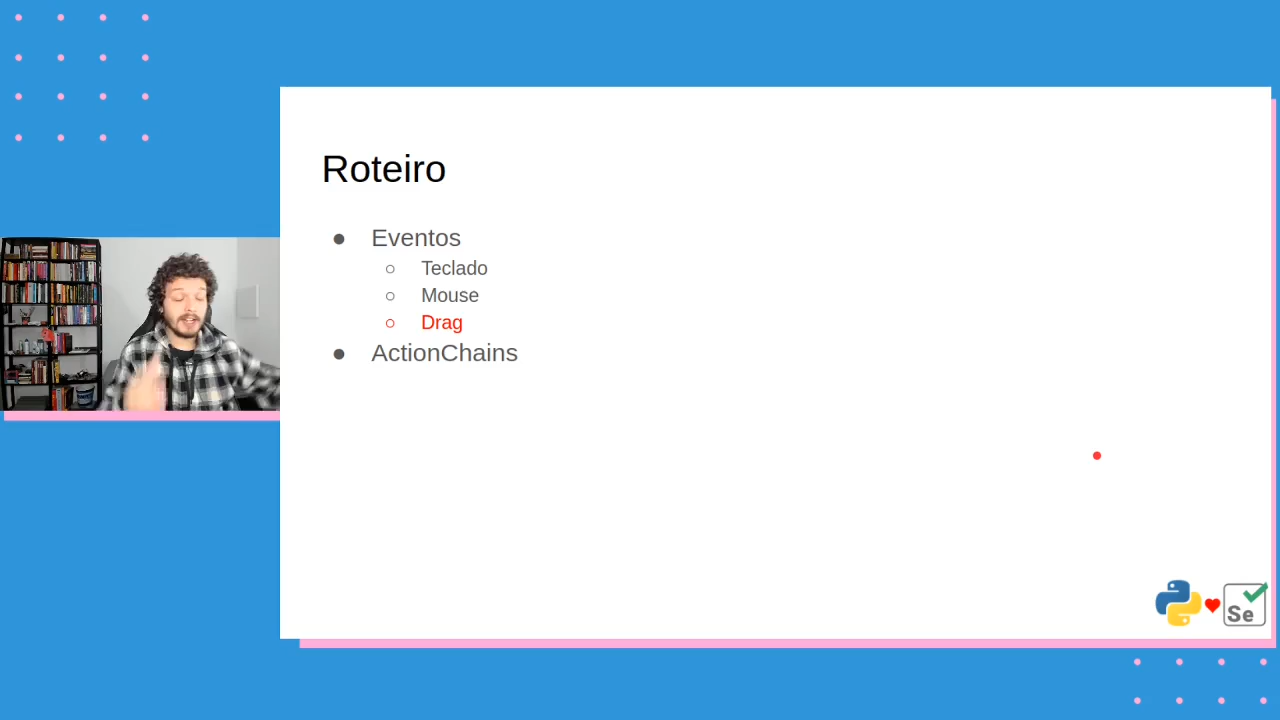 Roteiro
Eventos
Teclado
Mouse
Drag
ActionChains
Se